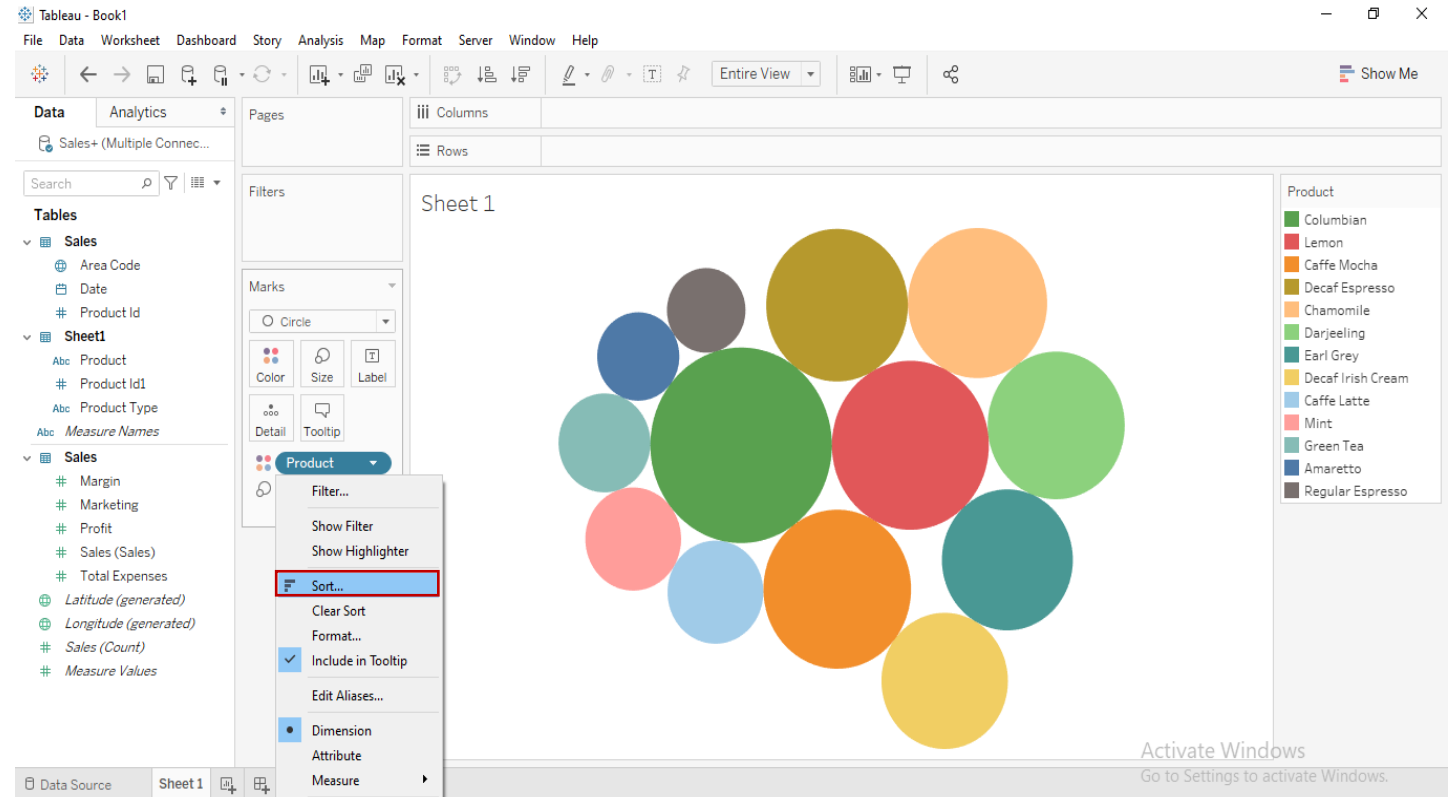 Tableau - Book1
File Data Worksheet Dashboard Story Analysis Map Format Server Window Help
T
Entire View
Show Me
Data Analytics
Pages
iii Columns
Sales+ (Multiple Connec...
Rows
Search
Filters
Tables
Sheet 1
Product
Sales
Area Code
Date
# Product Id
Sheet1
Abc Product
# Product Id1
Abc Product Type
Abc Measure Names
Sales
# Margin
# Marketing
# Profit
# Sales (Sales)
# Total Expenses
Latitude (generated)
Longitude (generated)
# Sales (Count)
# Measure Values
Marks
Circle
Color Size Label
Detail Tooltip
Product
Filter...
Show Filter
Show Highlighter
Sort...
Clear Sort
Format...
Include in Tooltip
Edit Aliases...
Dimension
Attribute
Measure
Columbian
Lemon
Caffe Mocha
Decaf Espresso
Chamomile
Darjeeling
Earl Grey
Decaf Irish Cream
Caffe Latte
Mint
Green Tea
Amaretto
Regular Espresso
Activate Windows
Go to Settings to activate Windows.
Data Source Sheet 1